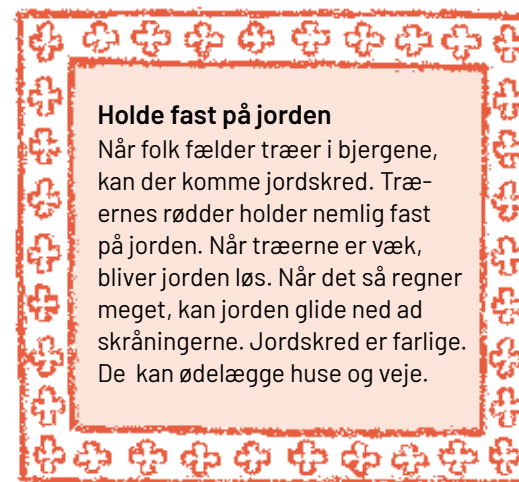 Holde fast på jorden
Når folk fælder træer i bjergene,
kan der komme jordskred. Træ-
ernes rødder holder nemlig fast
på jorden. Når træerne er væk,
bliver jorden løs. Når det så regner
meget, kan jorden glide ned ad
skråningerne. Jordskred er farlige.
De kan ødelægge huse og veje.